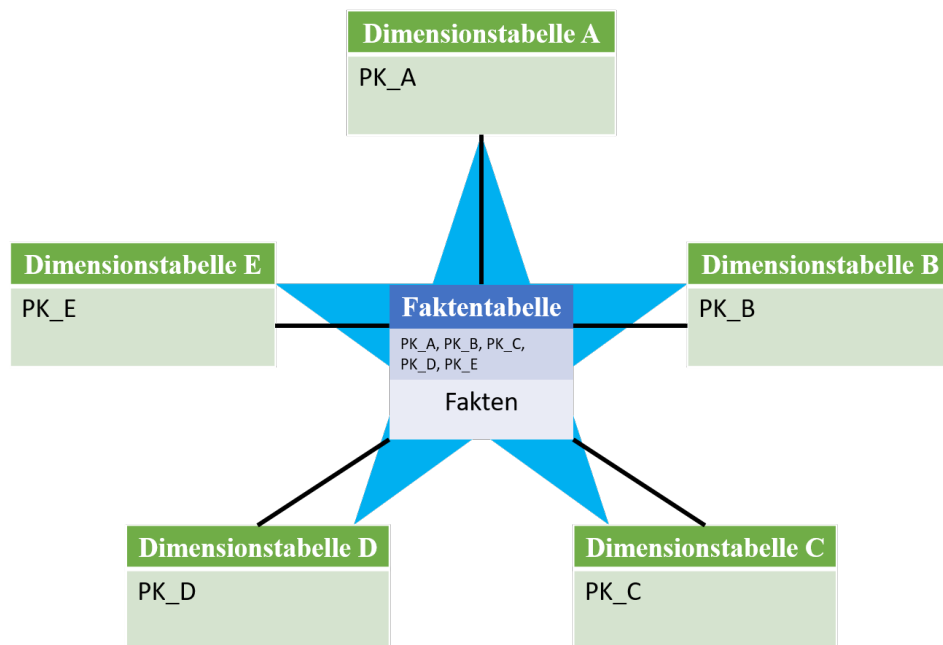 Dimensionstabelle A
PK_A
Dimensionstabelle E
PK_E
Dimensionstabelle B
PK_B
Faktentabelle
PK_A, PK_B, PK_C,
PK_D, PK_E
Fakten
Dimensionstabelle D
PK_D
Dimensionstabelle C
PK_C